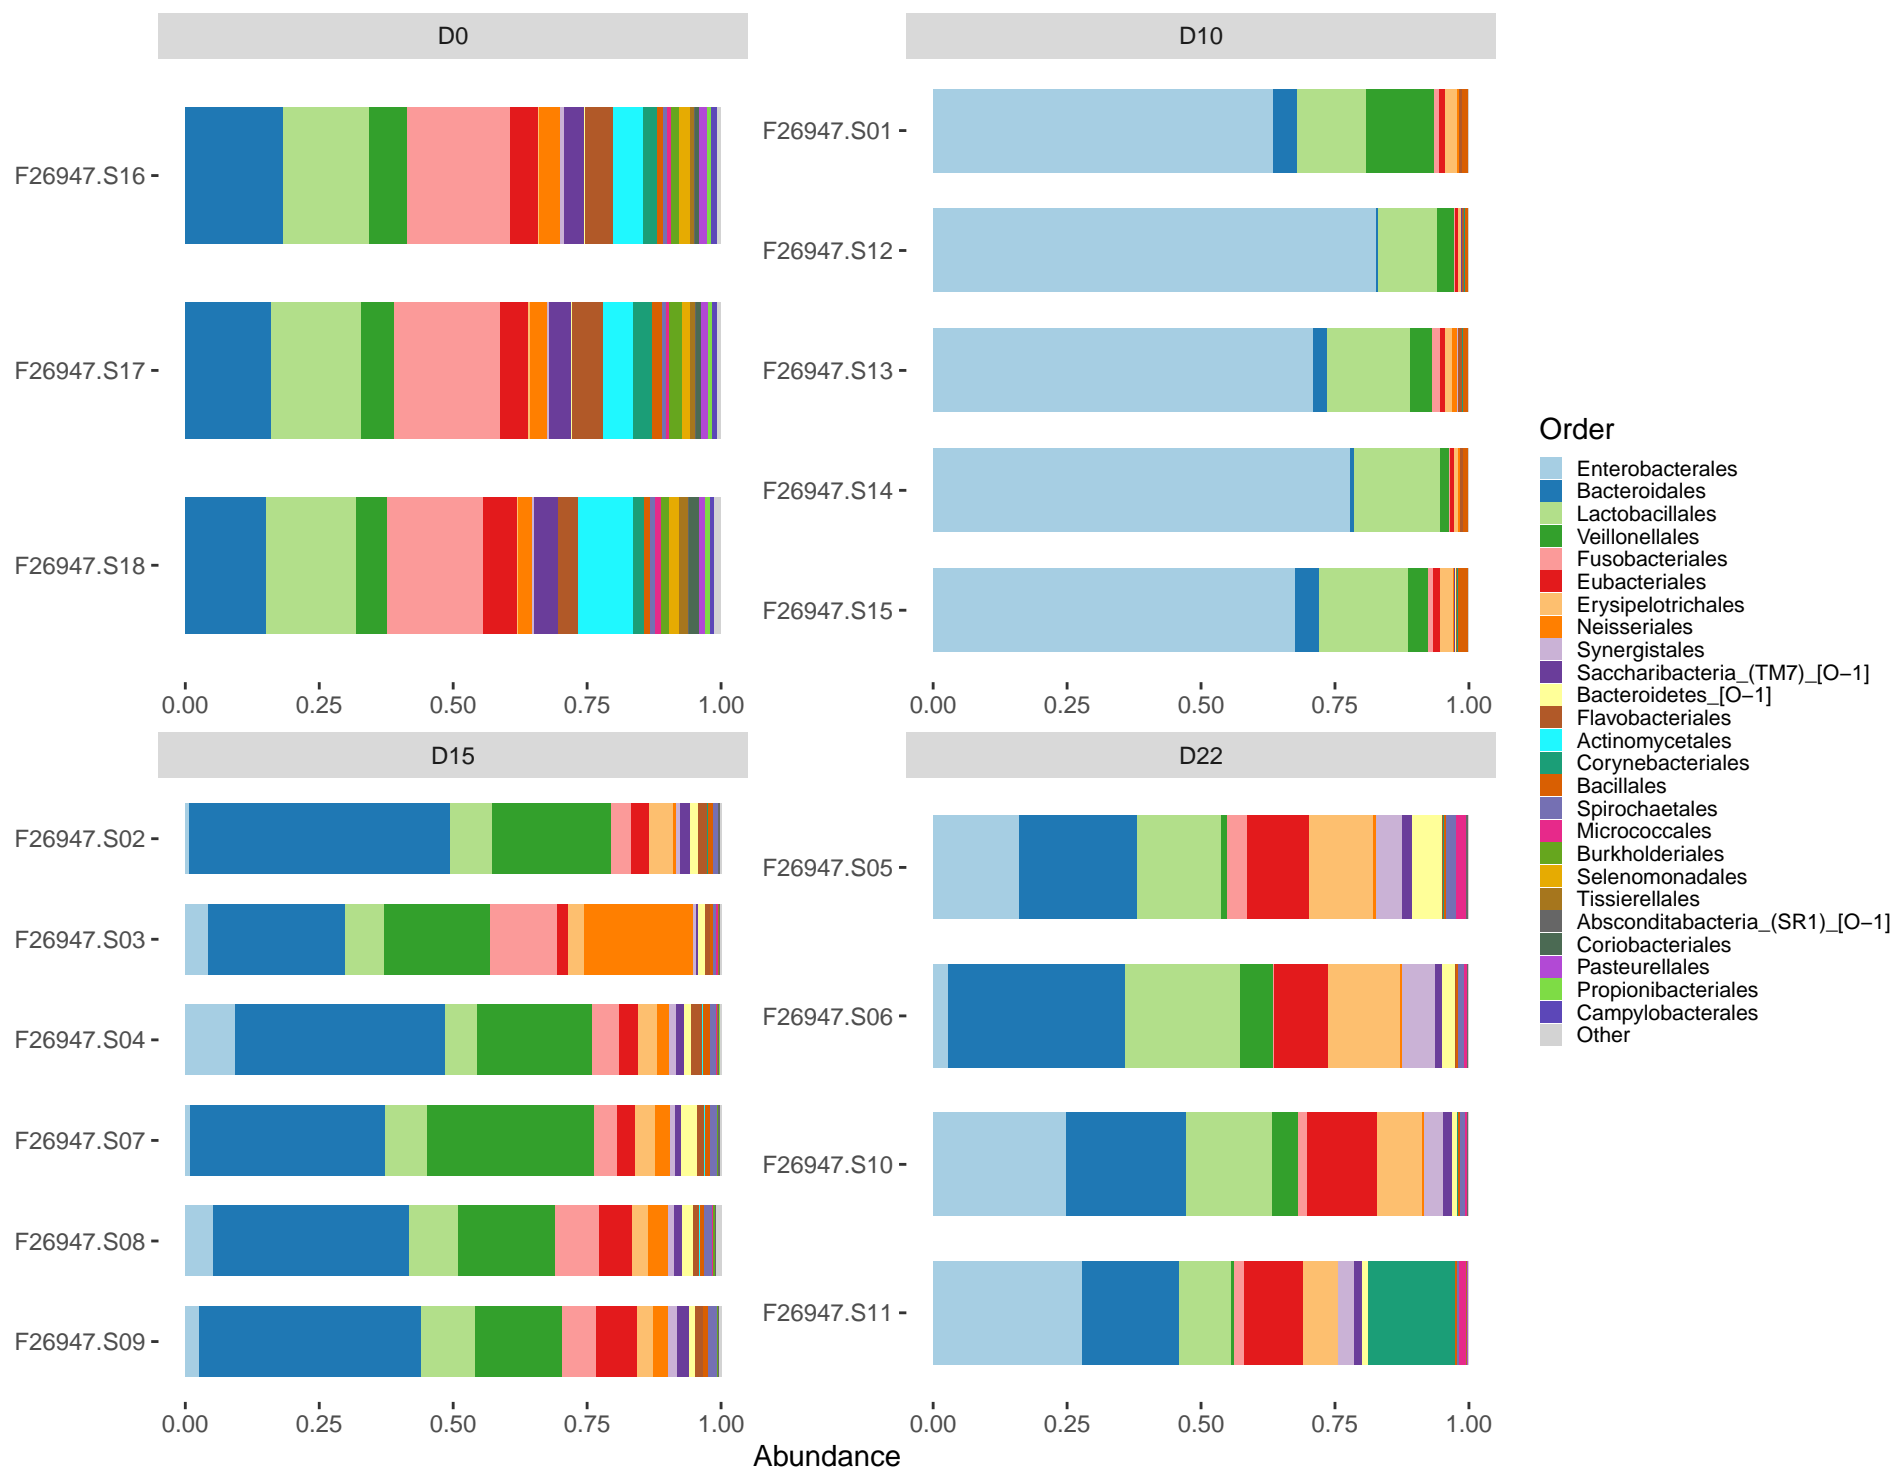 D0
F26947.S16
F26947.S17
F26947.S18
0.00 0.25 0.50 0.75 1.00
D10
F26947.S01
F26947.S12
F26947.S13
F26947.S14
F26947.S15
0.00 0.25 0.50 0.75 1.00
D15
F26947.S02
F26947.S03
F26947.S04
F26947.S07
F26947.S08
F26947.S09
0.00 0.25 0.50 0.75 1.00
D22
F26947.S05
F26947.S06
F26947.S10
F26947.S11
0.00 0.25 0.50 0.75 1.00
Abundance
Order
Enterobacterales
Bacteroidales
Lactobacillales
Veillonellales
Fusobacteriales
Eubacteriales
Erysipelotrichales
Neisseriales
Synergistales
Saccharibacteria_(TM7)_[O−1]
Bacteroidetes_[O−1]
Flavobacteriales
Actinomycetales
Corynebacteriales
Bacillales
Spirochaetales
Micrococcales
Burkholderiales
Selenomonadales
Tissierellales
Absconditabacteria_(SR1)_[O−1]
Coriobacteriales
Pasteurellales
Propionibacteriales
Campylobacterales
Other